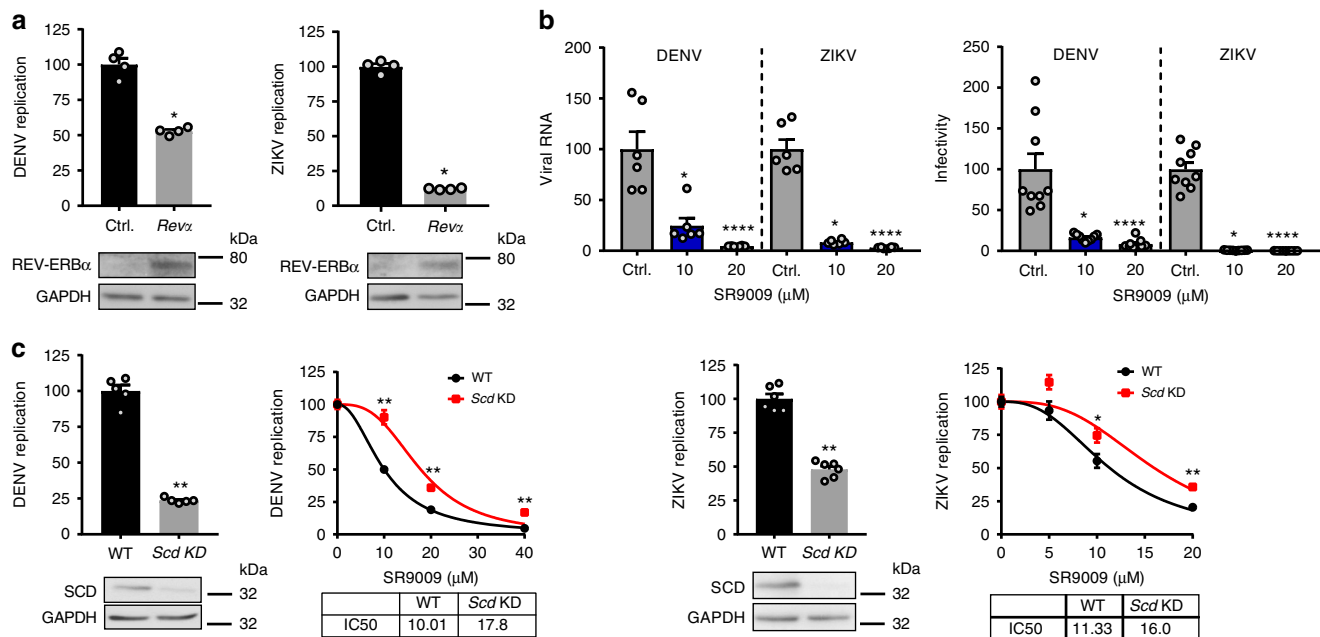 a
DENV replication
125
100
75
50
25
0
*
Ctrl.
Revα
kDa
REV-ERBα
80
GAPDH
32
ZIKV replication
125
100
75
50
25
0
*
Ctrl.
Revα
kDa
REV-ERBα
80
GAPDH
32
b
Viral RNA
200
150
100
50
0
DENV
ZIKV
*
****
*
****
Ctrl.
10
20
Ctrl.
10
20
SR9009 (μM)
Infectivity
250
200
150
100
50
0
DENV
ZIKV
*
****
*
****
Ctrl.
10
20
Ctrl.
10
20
SR9009 (μM)
c
DENV replication
125
100
75
50
25
0
**
WT
Scd KD
kDa
SCD
32
GAPDH
32
DENV replication
125
100
75
50
25
0
WT
Scd KD
**
**
**
0
10
20
30
40
SR9009 (μM)
WT Scd KD
IC50 10.01 17.8
ZIKV replication
125
100
75
50
25
0
**
WT
Scd KD
kDa
SCD
32
GAPDH
32
ZIKV replication
125
100
75
50
25
0
WT
Scd KD
*
**
0
5
10
15
20
SR9009 (μM)
WT Scd KD
IC50 11.33 16.0